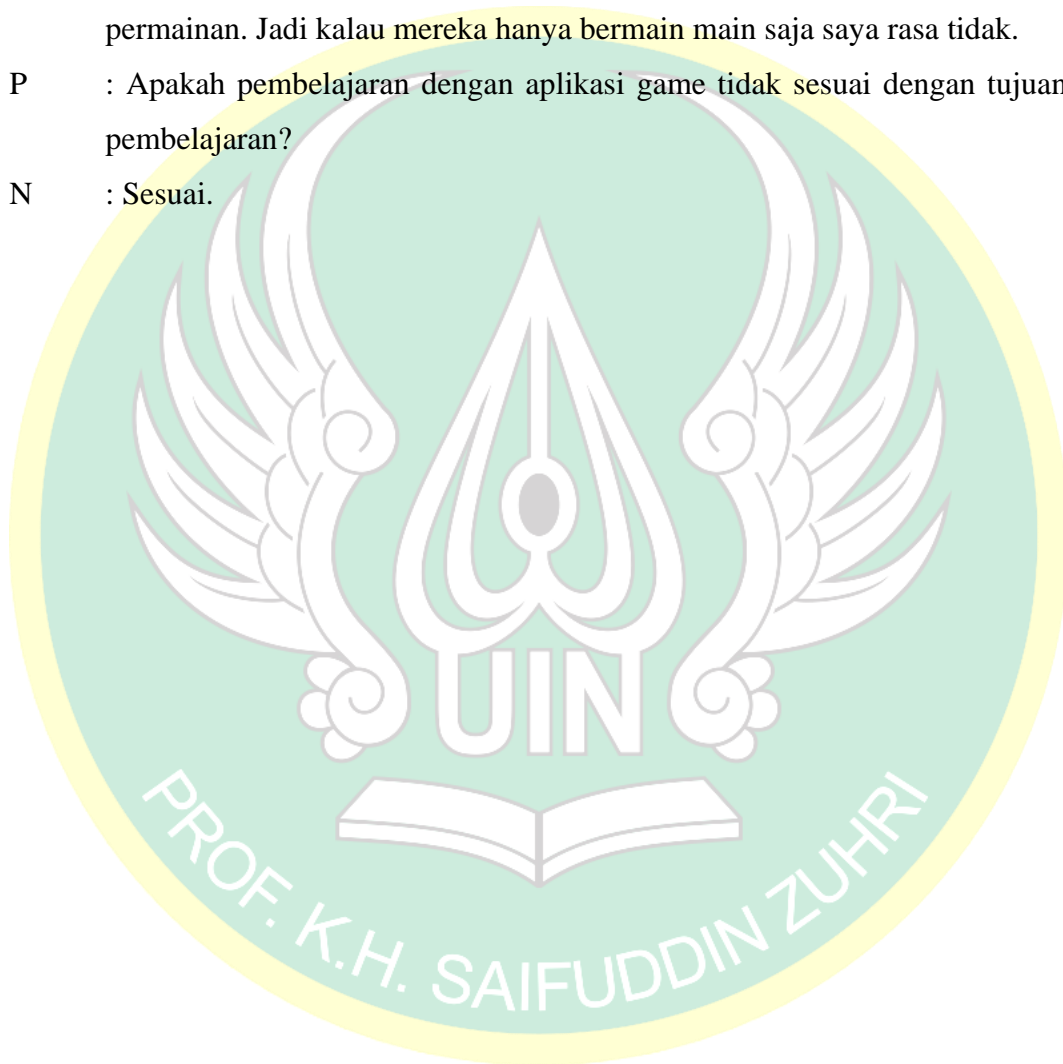 permainan. Jadi kalau mereka hanya bermain main saja saya rasa tidak.
P : Apakah pembelajaran dengan aplikasi game tidak sesuai dengan tujuan
pembelajaran?
N : Sesuai.
UIN
PROF. K.H. SAIFUDDIN ZUHRI